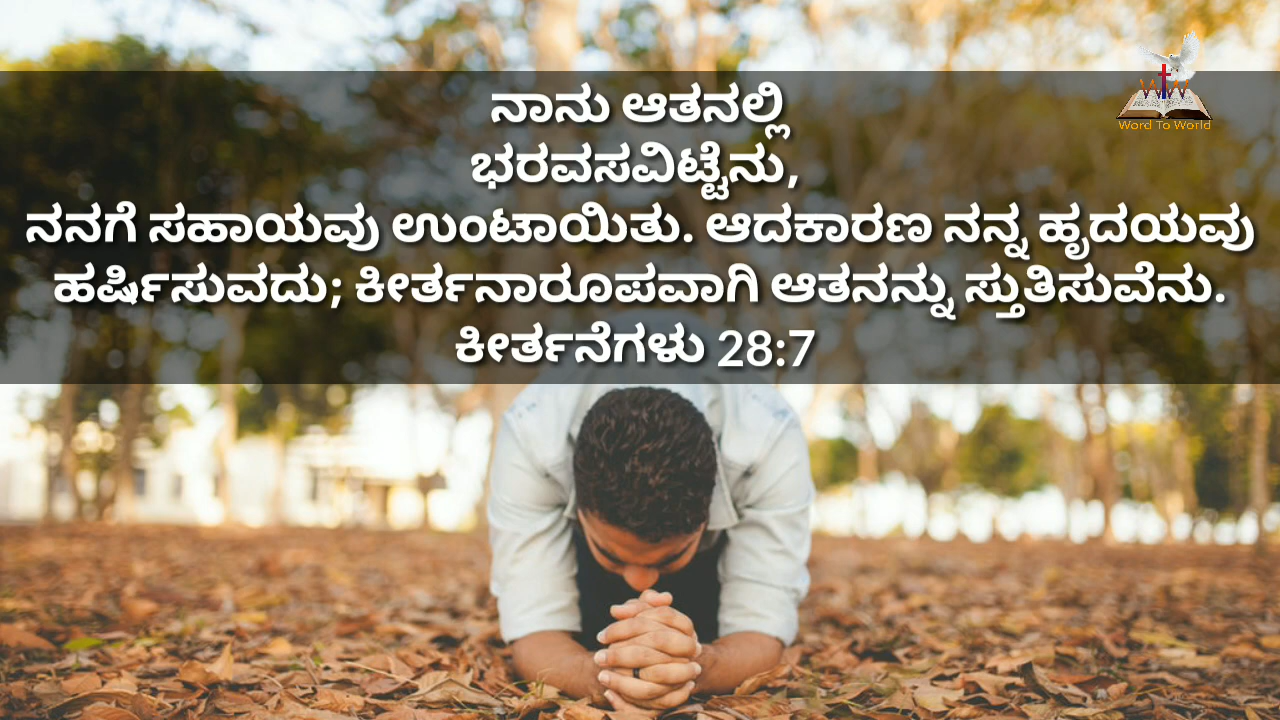 ನಾನು ಆತನಲ್ಲಿ
ಭರವಸವಿಟ್ಟೆನು,
ನನಗೆ ಸಹಾಯವು ಉಂಟಾಯಿತು. ಆದಕಾರಣ ನನ್ನ ಹೃದಯವು
ಹರ್ಷಿಸುವದು; ಕೀರ್ತನಾರೂಪವಾಗಿ ಆತನನ್ನು ಸ್ತುತಿಸುವೆನು.
ಕೀರ್ತನೆಗಳು 28:7
WTW
Word To World